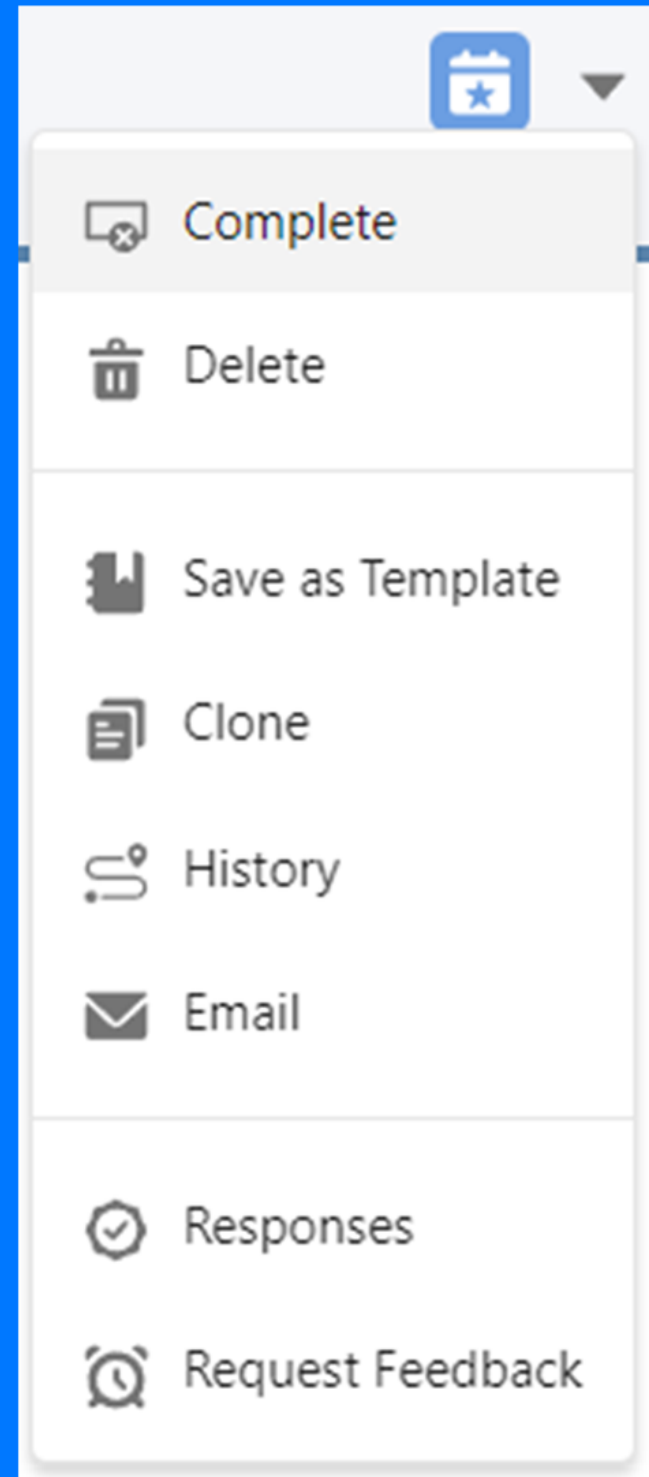 Complete
Delete
Save as Template
Clone
History
Email
Responses
Request Feedback